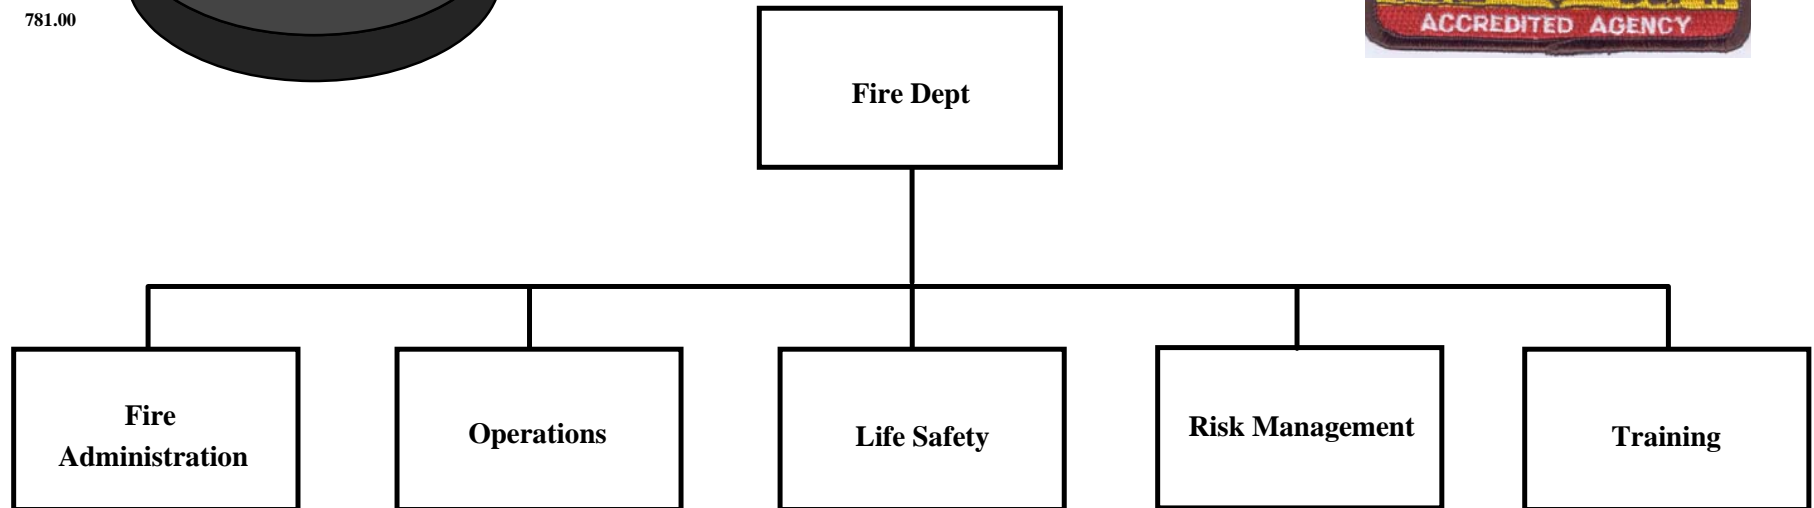 781.00
ACCREDITED AGENCY
Fire Dept
Fire
Administration
Operations
Life Safety
Risk Management
Training